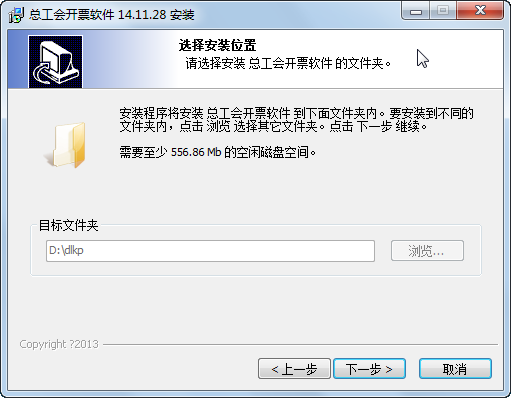 总工会开票软件 14.11.28 安装
选择安装位置
请选择安装 总工会开票软件 的文件夹。
安装程序将安装 总工会开票软件 到下面文件夹内。要安装到不同的
文件夹内，点击 浏览 选择其它文件夹。点击 下一步 继续。
需要至少 556.86 Mb 的空闲磁盘空间。
目标文件夹
D:\dlkp
浏览...
Copyright ?2013
< 上一步
下一步 >
取消